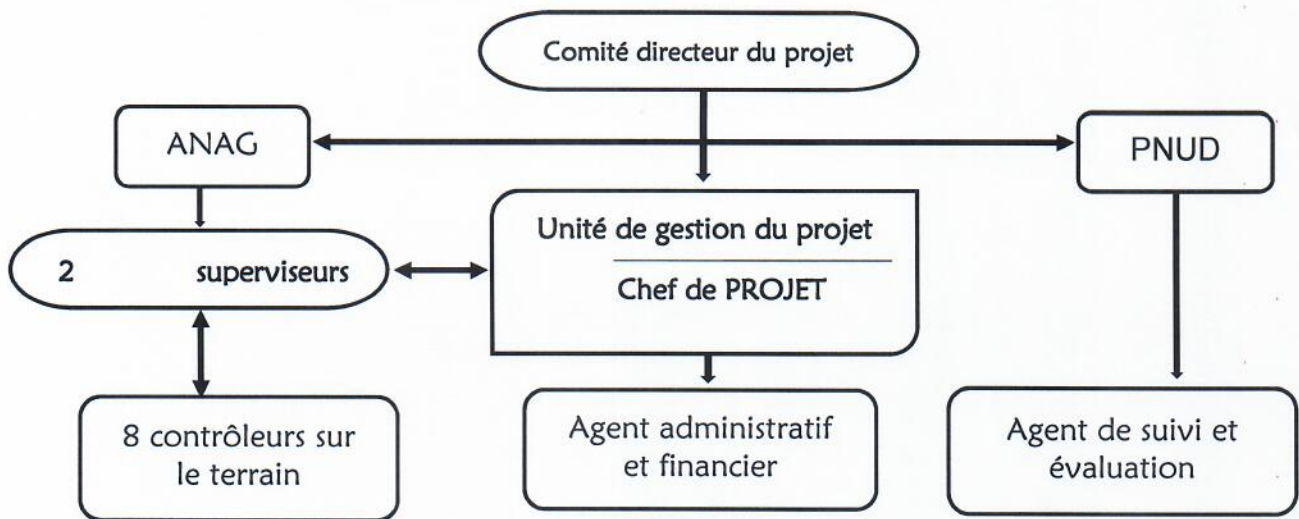 Comité directeur du projet
ANAG
PNUD
Unité de gestion du projet
Chef de PROJET
2 superviseurs
8 contrôleurs sur
le terrain
Agent administratif
et financier
Agent de suivi et
évaluation